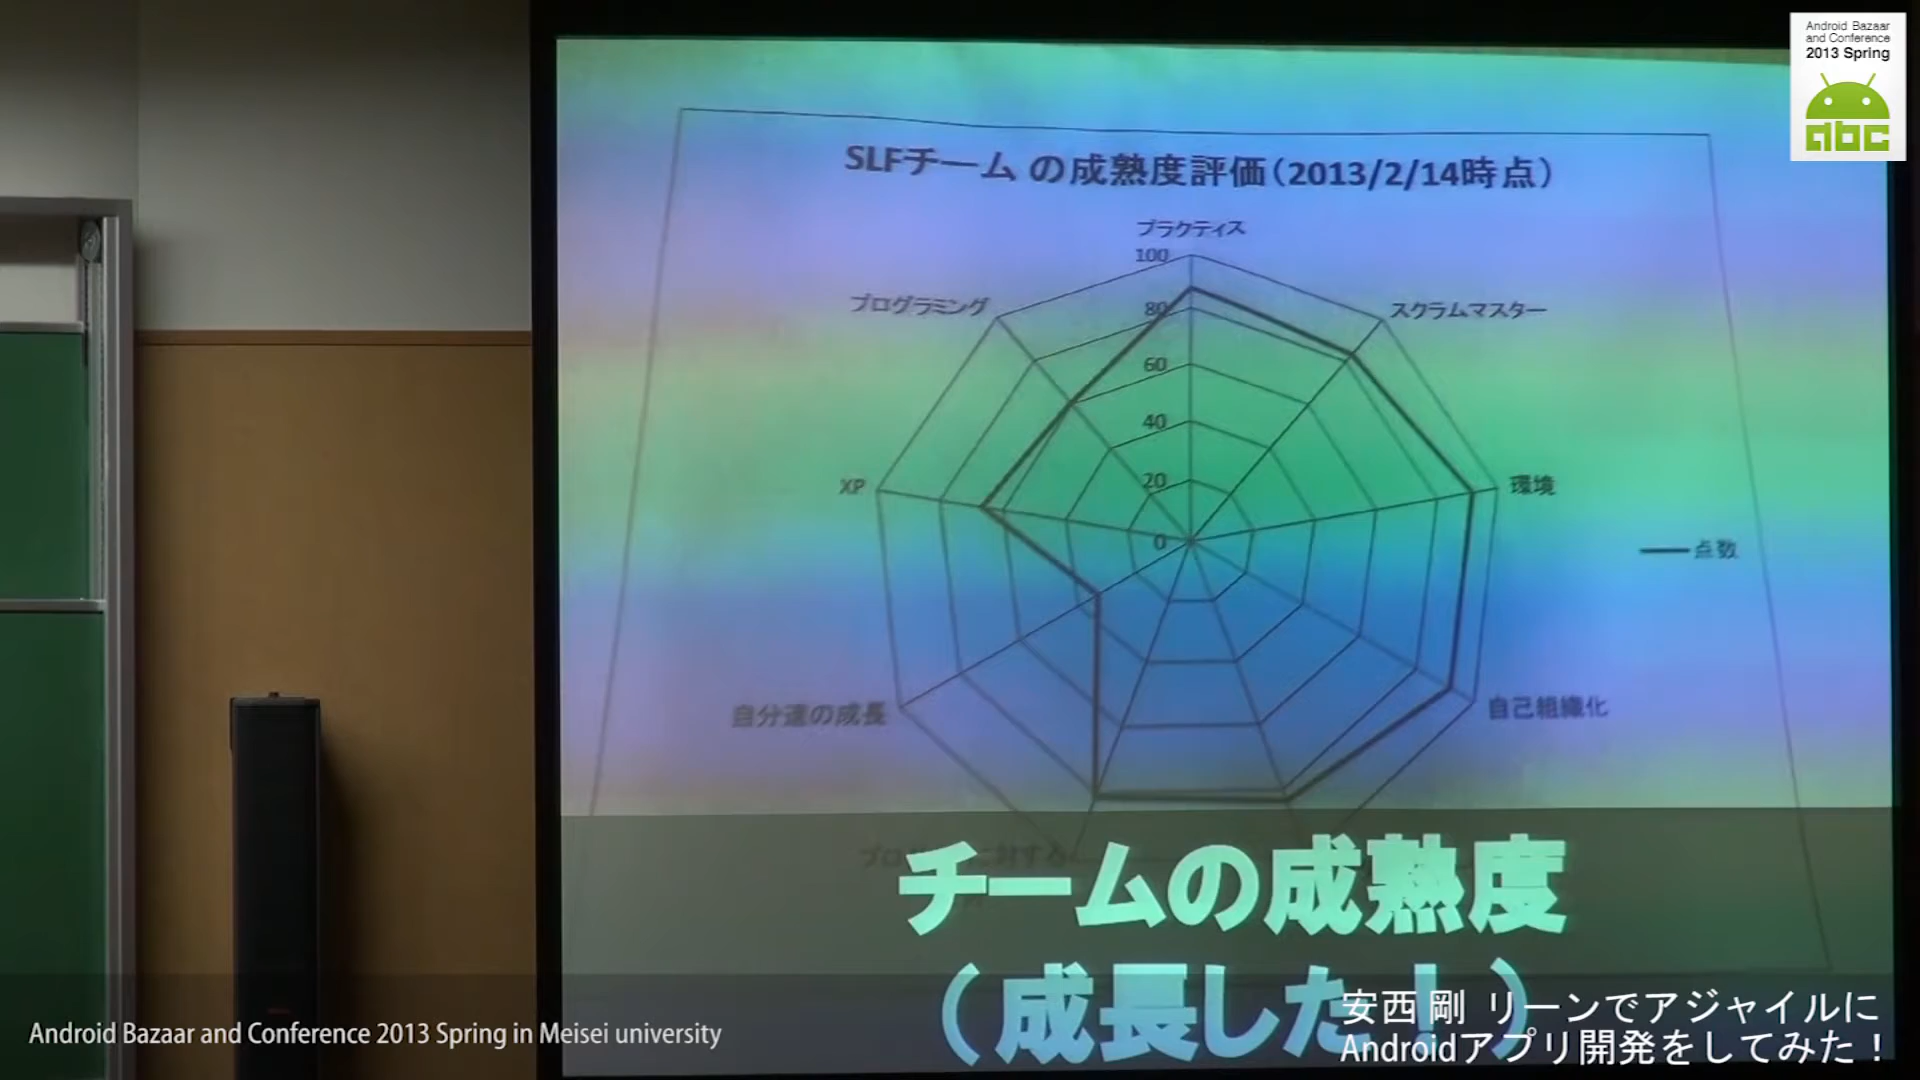 Android Bazaar
and Conference
2013 Spring
abc
SLFチーム の成熟度評価（2013/2/14時点）
プラクティス
100
プログラミング
スクラムマスター
80
60
40
XP
20
環境
0
点数
自分達の成長
自己組織化
に対する
チームの成熟度
（成長した！）
安西 剛 リーンでアジャイルに
Androidアプリ開発をしてみた！
Android Bazaar and Conference 2013 Spring in Meisei university